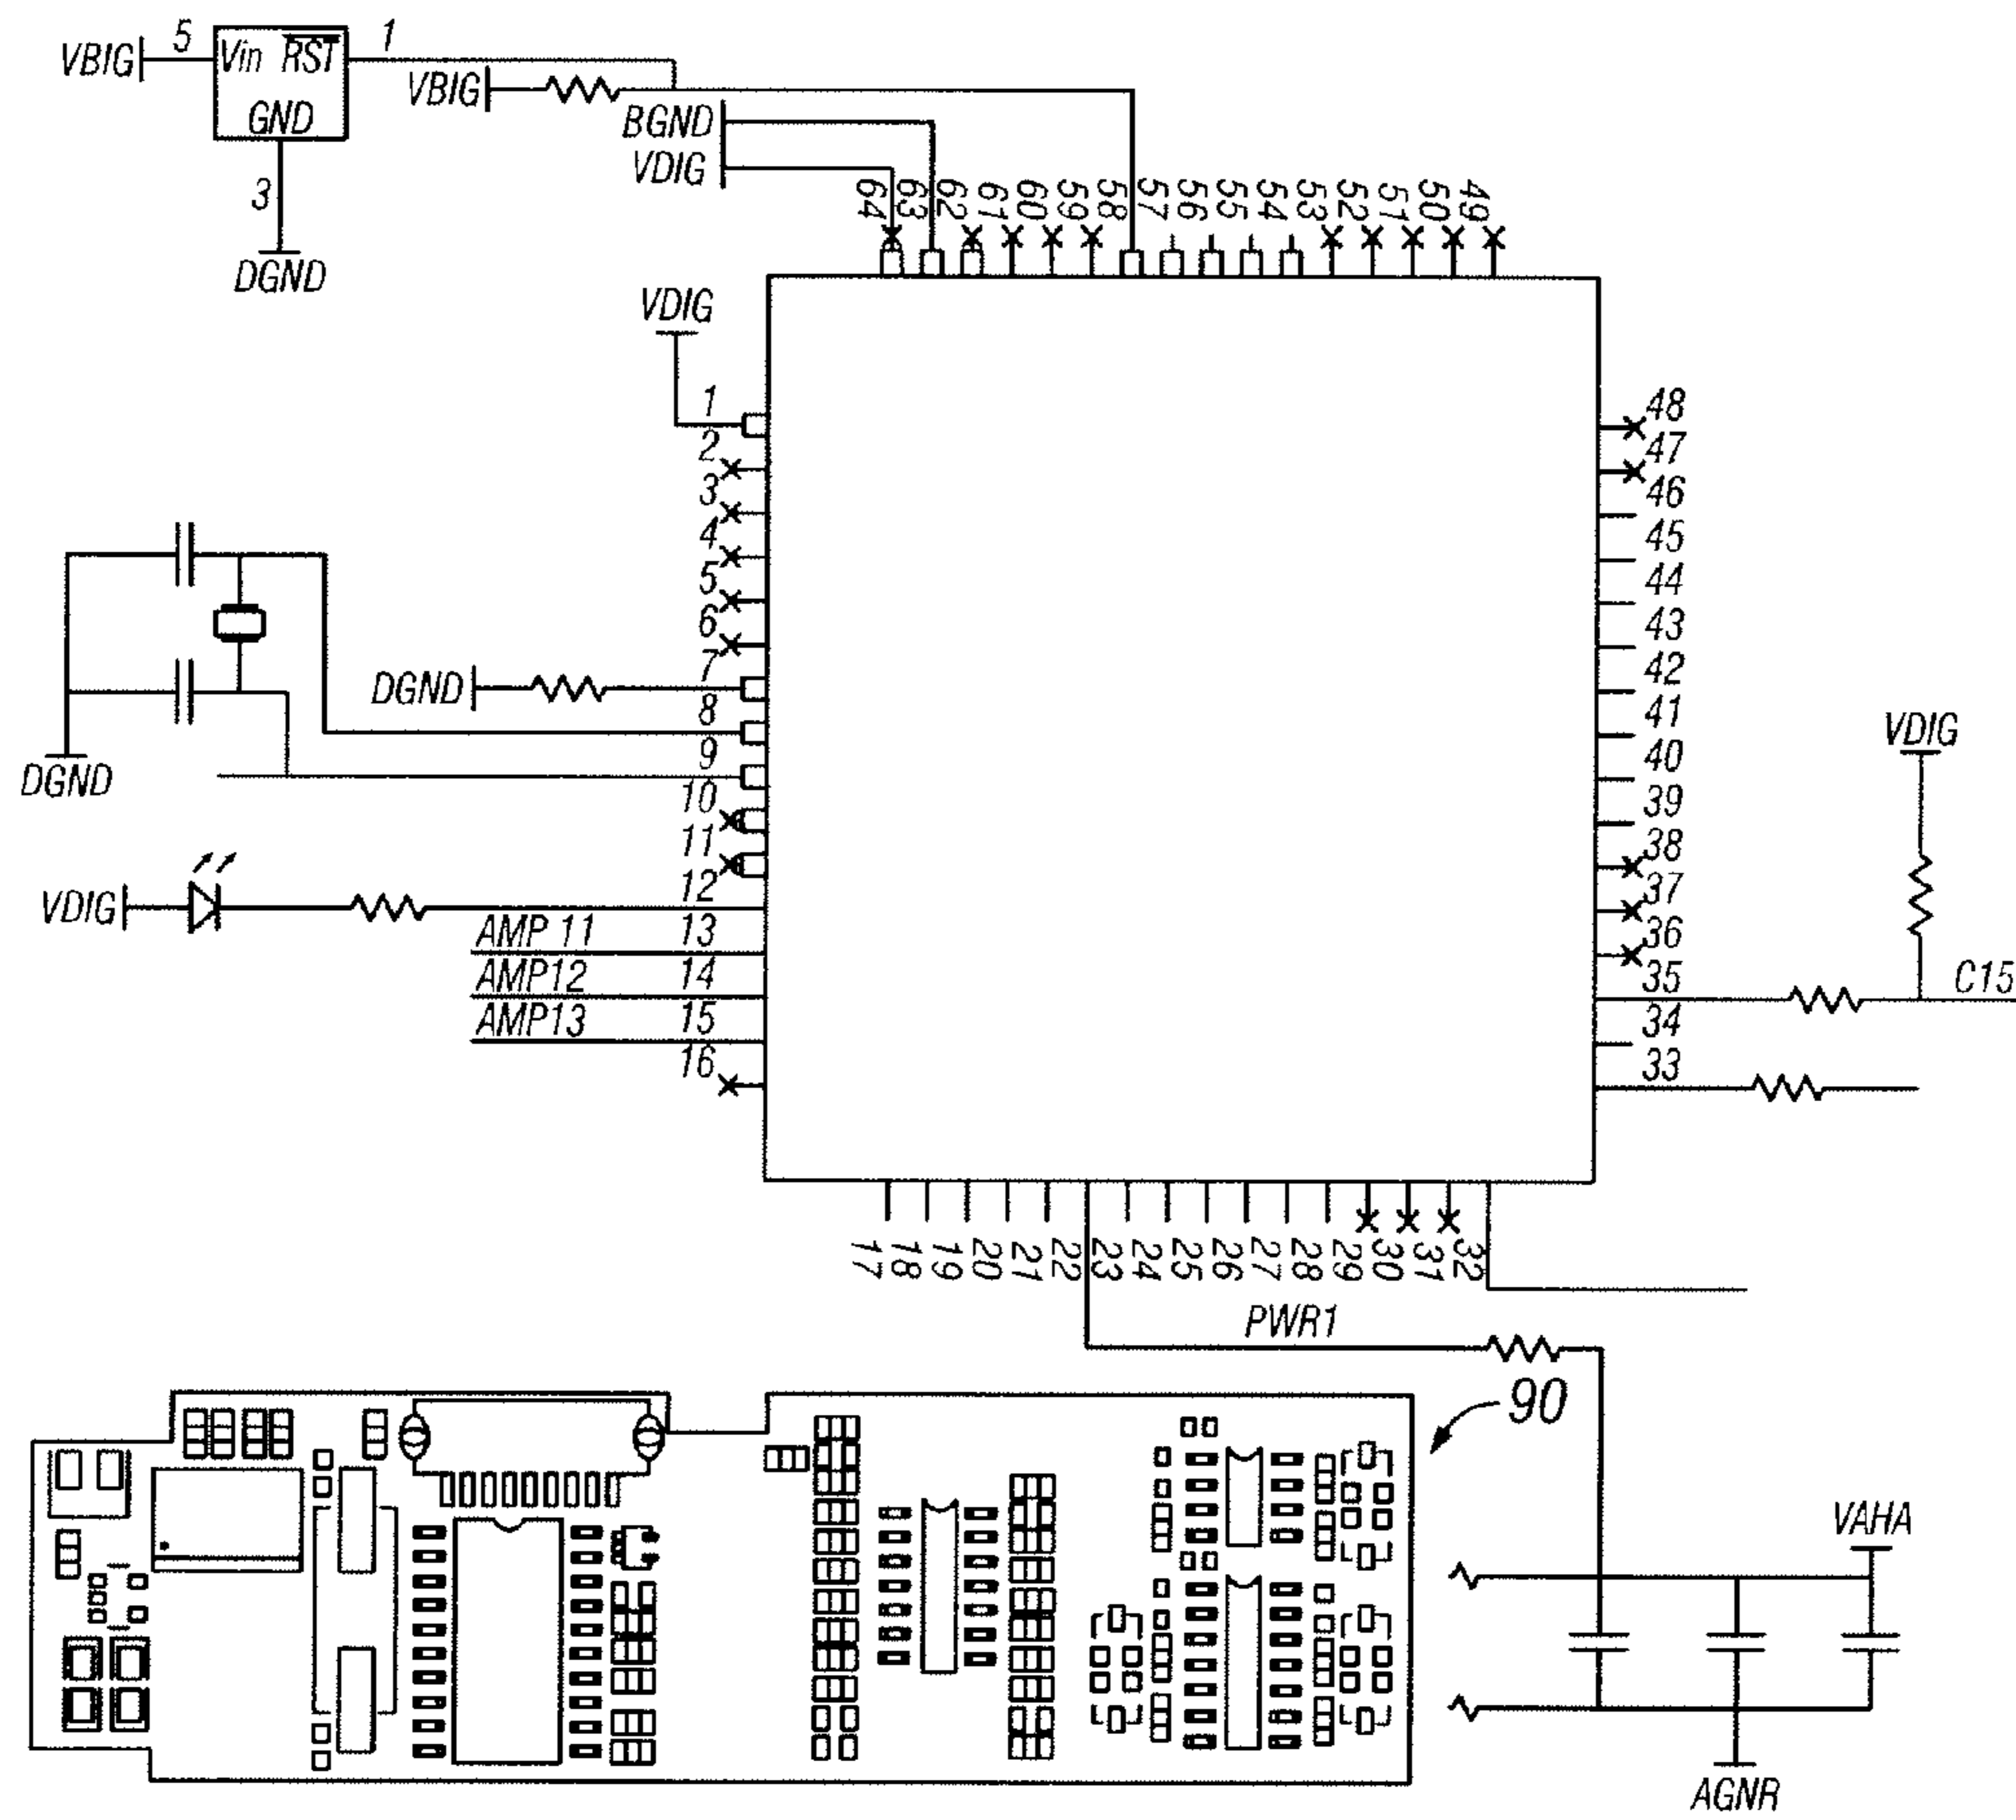 VBIG 5 Vin RST 1
GND
3
DGND
VBIG
BGND
VDIG
64 63 62 61 60 59 58 57 56 55 54 53 52 51 50 49
VDIG
1
2
3
4
5
6
7
DGND
8
9
10
11
12
DGND
VDIG
AMP 11 13
AMP12 14
AMP13 15
16
48
47
46
45
44
43
42
41
40
39
38
37
36
35
34
33
VDIG
C15
17 18 19 20 21 22 23 24 25 26 27 28 29 30 31 32
PWR1
90
VAHA
AGNR